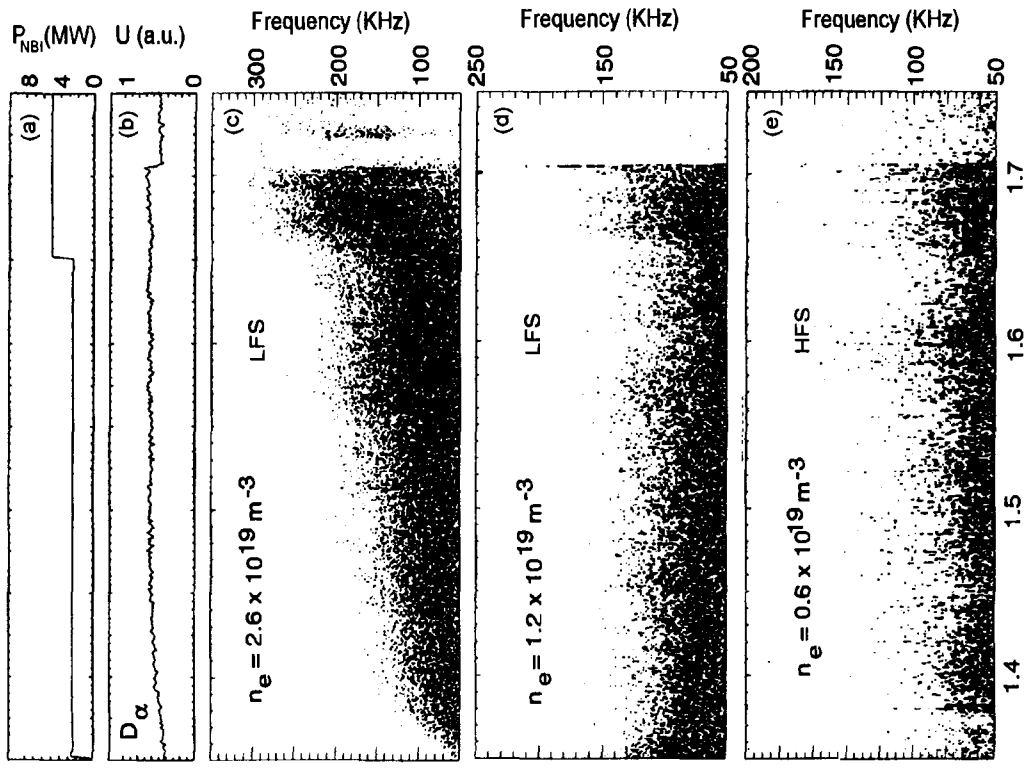 P_NBI (MW)
8
4
0
(a)
U (a.u.)
1
0
(b)
D_α
Frequency (KHz)
300
200
100
(c)
LFS
n_e = 2.6 x 10^19 m^-3
Frequency (KHz)
250
150
50
(d)
LFS
n_e = 1.2 x 10^19 m^-3
Frequency (KHz)
200
150
100
50
(e)
HFS
n_e = 0.6 x 10^19 m^-3
1.4
1.5
1.6
1.7